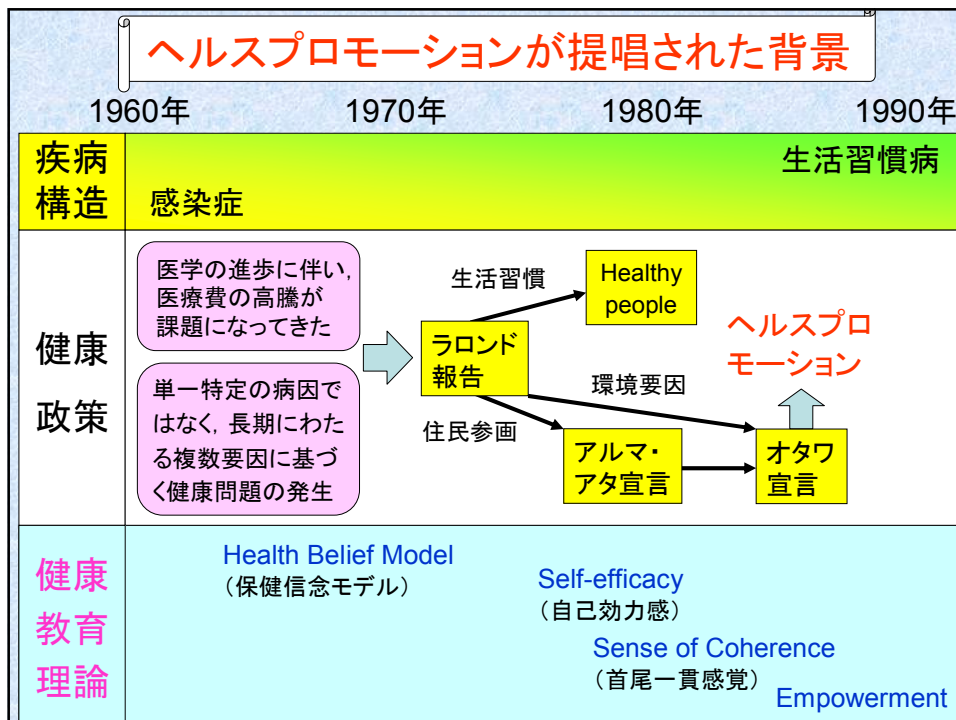 ヘルスプロモーションが提唱された背景
1960年 1970年 1980年 1990年
疾病
構造
感染症
生活習慣病
健康
政策
医学の進歩に伴い，
医療費の高騰が
課題になってきた
単一特定の病因で
はなく，長期にわた
る複数要因に基づ
く健康問題の発生
ラロンド
報告
生活習慣
Healthy
people
環境要因
住民参画
アルマ・
アタ宣言
オタワ
宣言
ヘルスプロ
モーション
健康
教育
理論
Health Belief Model
（保健信念モデル）
Self-efficacy
（自己効力感）
Sense of Coherence
（首尾一貫感覚）
Empowerment